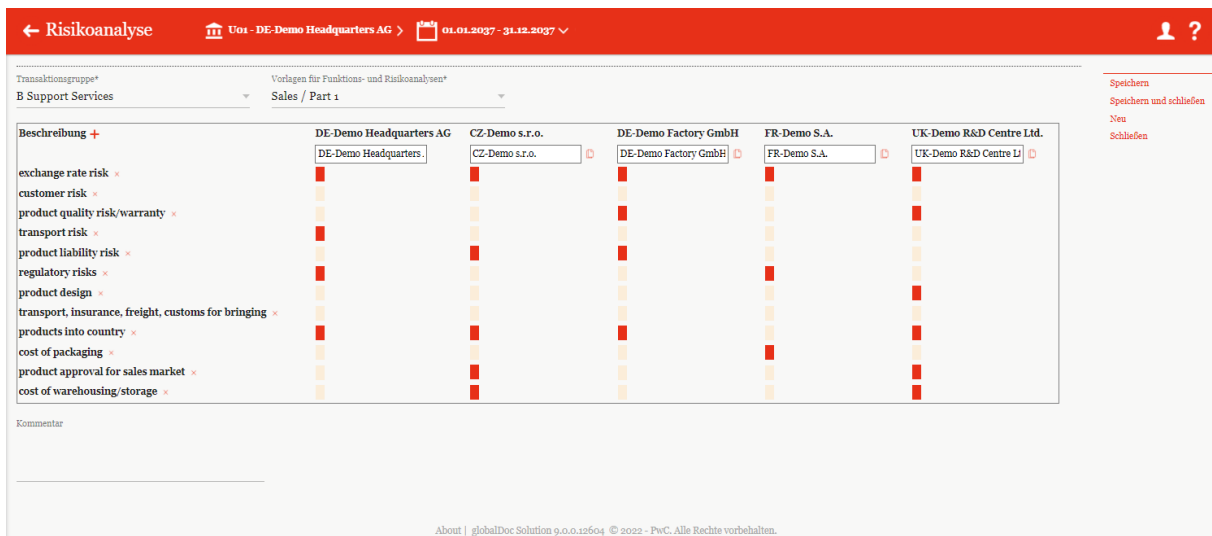 Risikoanalyse
U01 - DE-Demo Headquarters AG
01.01.2037 - 31.12.2037
?
Transaktionsgruppe*
B Support Services
Vorlagen für Funktions- und Risikoanalysen*
Sales / Part 1
Speichern
Speichern und schließen
Neu
Schließen
Beschreibung + DE-Demo Headquarters AG CZ-Demo s.r.o. DE-Demo Factory GmbH FR-Demo S.A. UK-Demo R&D Centre Ltd.
DE-Demo Headquarters . CZ-Demo s.r.o. DE-Demo Factory GmbH FR-Demo S.A. UK-Demo R&D Centre Lt
exchange rate risk ×
customer risk ×
product quality risk/warranty ×
transport risk ×
product liability risk ×
regulatory risks ×
product design ×
transport, insurance, freight, customs for bringing ×
products into country ×
cost of packaging ×
product approval for sales market ×
cost of warehousing/storage ×
Kommentar
About | globalDoc Solution 9.0.0.12604 © 2022 - PwC. Alle Rechte vorbehalten.